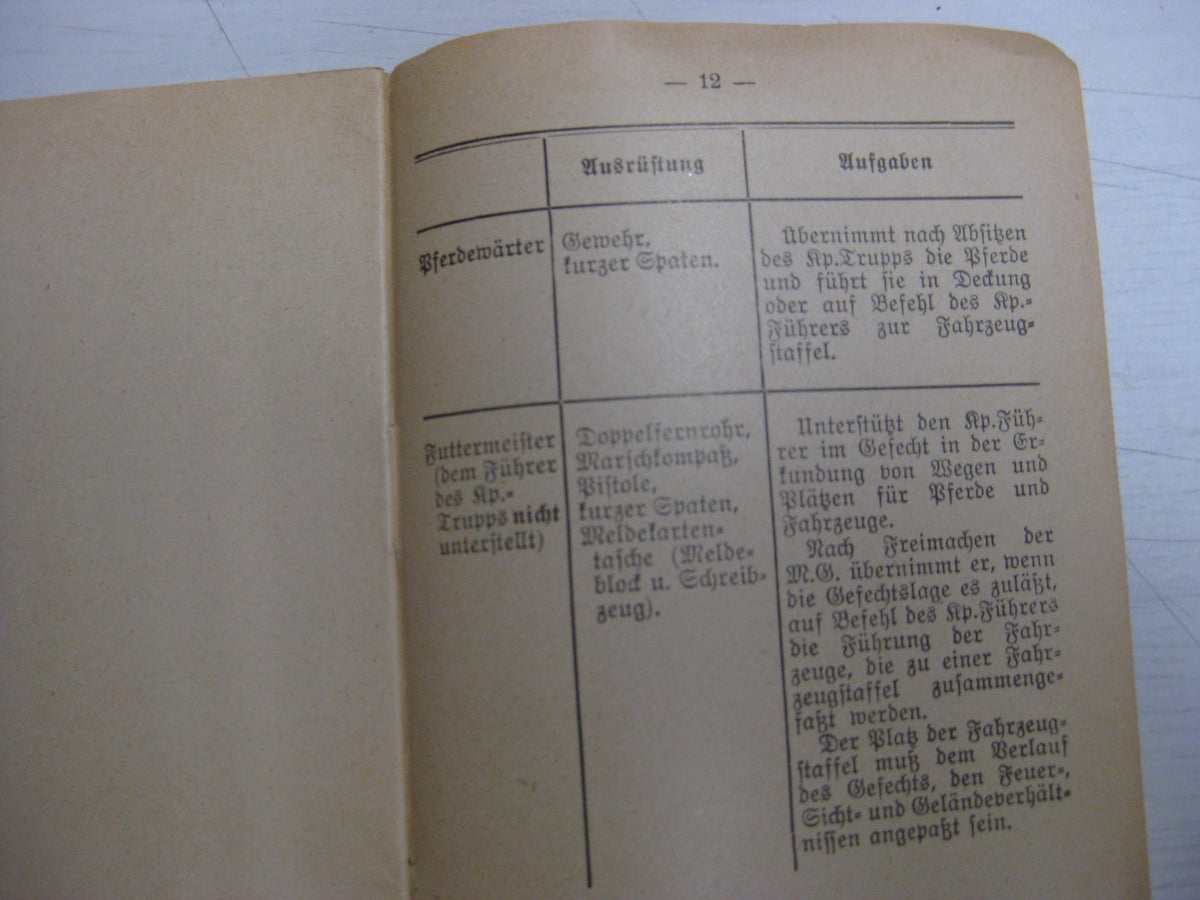 — 12 —
Ausrüstung
Aufgaben
Pferdewärter
Gewehr,
kurzer Spaten.
Übernimmt nach Absitzen
des Kp.Trupps die Pferde
und führt sie in Deckung
oder auf Befehl des Kp.-
Führers zur Fahrzeug-
staffel.
Futtermeister
(dem Führer
des Kp.-
Trupps nicht
unterstellt)
Doppelfernrohr,
Marschkompaß,
Pistole,
kurzer Spaten,
Meldekarten-
tasche (Melde-
block u. Schreib-
zeug).
Unterstützt den Kp.Füh-
rer im Gefecht in der Er-
kundung von Wegen und
Plätzen für Pferde und
Fahrzeuge.
Nach Freimachen der
M.G. übernimmt er, wenn
die Gefechtslage es zuläßt,
auf Befehl des Kp.Führers
die Führung der Fahr-
zeuge, die zu einer Fahr-
zeugstaffel zusammenge-
faßt werden.
Der Platz der Fahrzeug-
staffel muß dem Verlauf
des Gefechts, den Feuer-,
Sicht- und Geländeverhält-
nissen angepaßt sein.